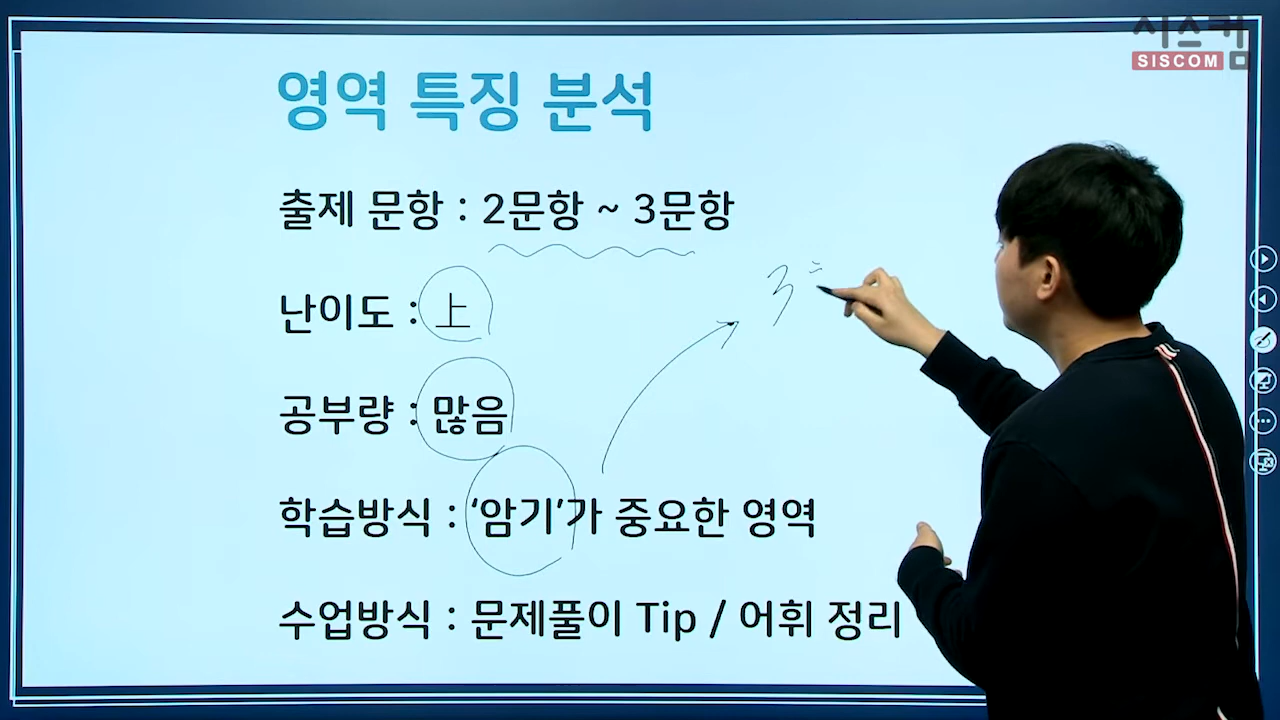 시스컴
SISCOM
영역 특징 분석
출제 문항 : 2문항 ~ 3문항
3
난이도 : 上
공부량 : 많음
학습방식 : ‘암기’가 중요한 영역
수업방식 : 문제풀이 Tip / 어휘 정리